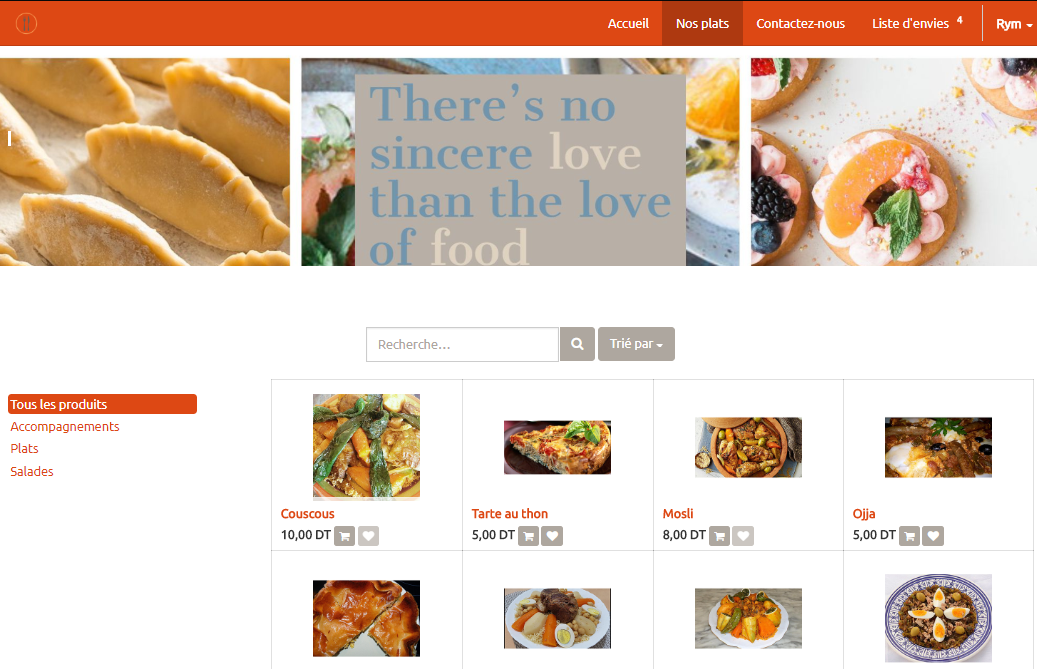 Accueil Nos plats Contactez-nous Liste d'envies 4 Rym
There's no
sincere love
than the love
of food
Recherche...
Trié par
Tous les produits
Accompagnements
Plats
Salades
Couscous
10,00 DT
Tarte au thon
5,00 DT
Mosli
8,00 DT
Ojja
5,00 DT